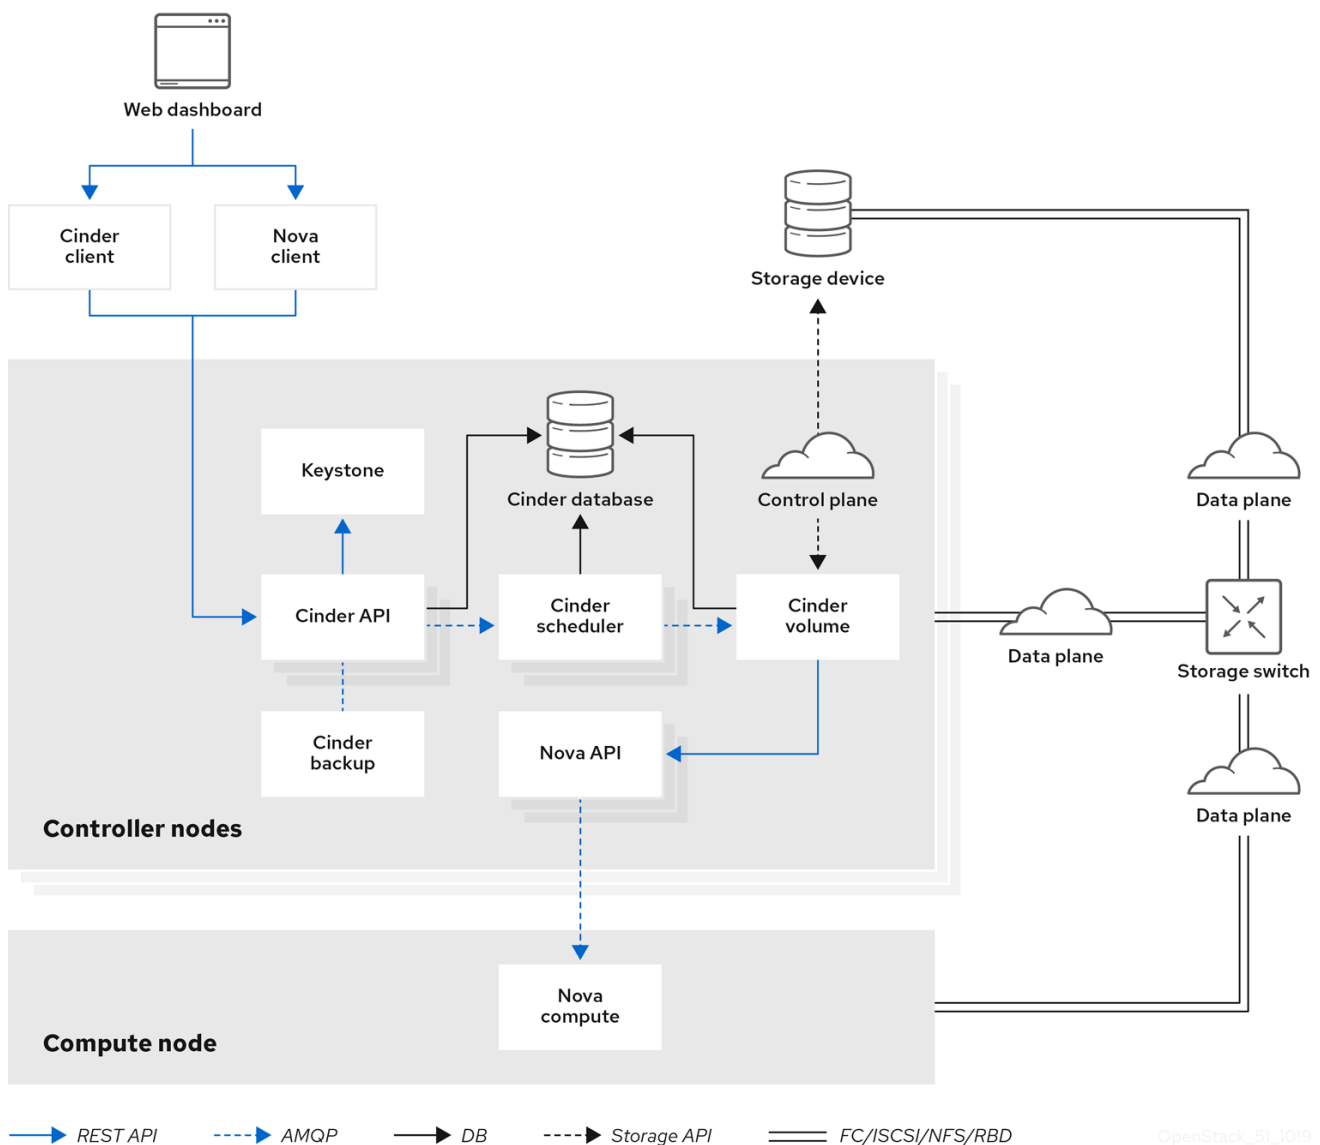 Web dashboard
Cinder
client
Nova
client
Storage device
Keystone
Cinder database
Control plane
Data plane
Cinder API
Cinder
scheduler
Cinder
volume
Data plane
Storage switch
Cinder
backup
Nova API
Data plane
Controller nodes
Nova
compute
Compute node
REST API
AMQP
DB
Storage API
FC/ISCSI/NFS/RBD
OpenStack_51_1019